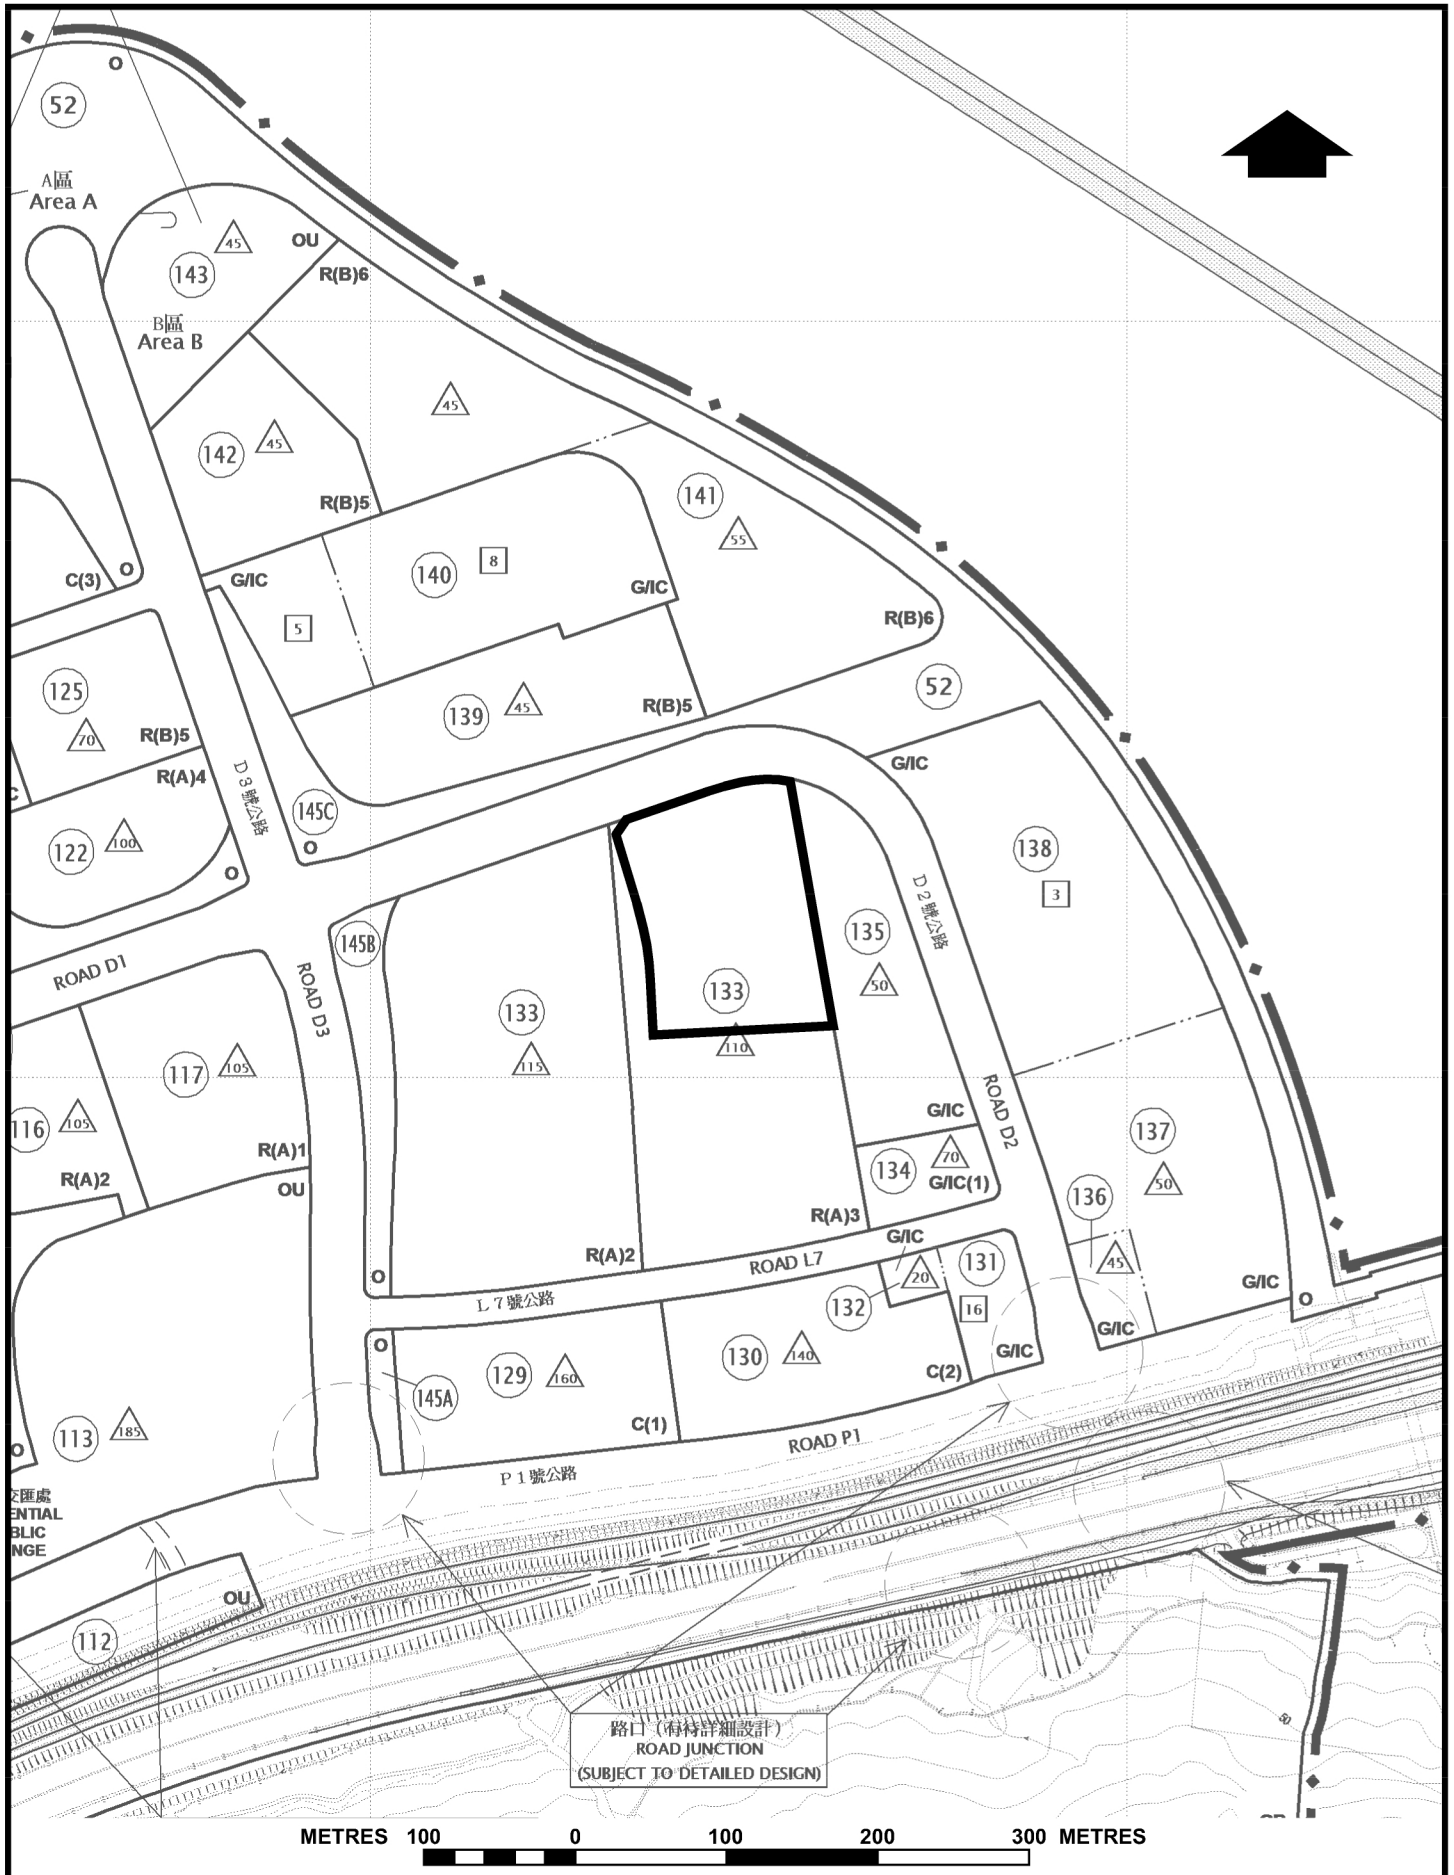 O
52
A區
Area A
45
OU
143
R(B)6
B區
Area B
45
142
45
R(B)5
141
55
C(3)
O
G/IC
140
8
G/IC
5
R(B)6
125
70
R(B)5
139
45
R(B)5
52
R(A)4
G/IC
D 3號公路
145C
O
122
100
O
138
3
D 2號公路
145B
135
50
ROAD D1
ROAD D3
133
115
133
110
117
105
116
105
R(A)1
R(A)2
OU
ROAD D2
G/IC
134
70
G/IC(1)
137
50
136
R(A)3
G/IC
R(A)2
ROAD L7
131
45
O
L 7號公路
132
20
16
G/IC
O
G/IC
G/IC
O
129
160
130
140
C(2)
145A
C(1)
113
185
O
ROAD P1
P 1號公路
交匯處
ENTIAL
BLIC
NGE
OU
112
路口（有待詳細設計）
ROAD JUNCTION
(SUBJECT TO DETAILED DESIGN)
50
METRES 100 0 100 200 300 METRES